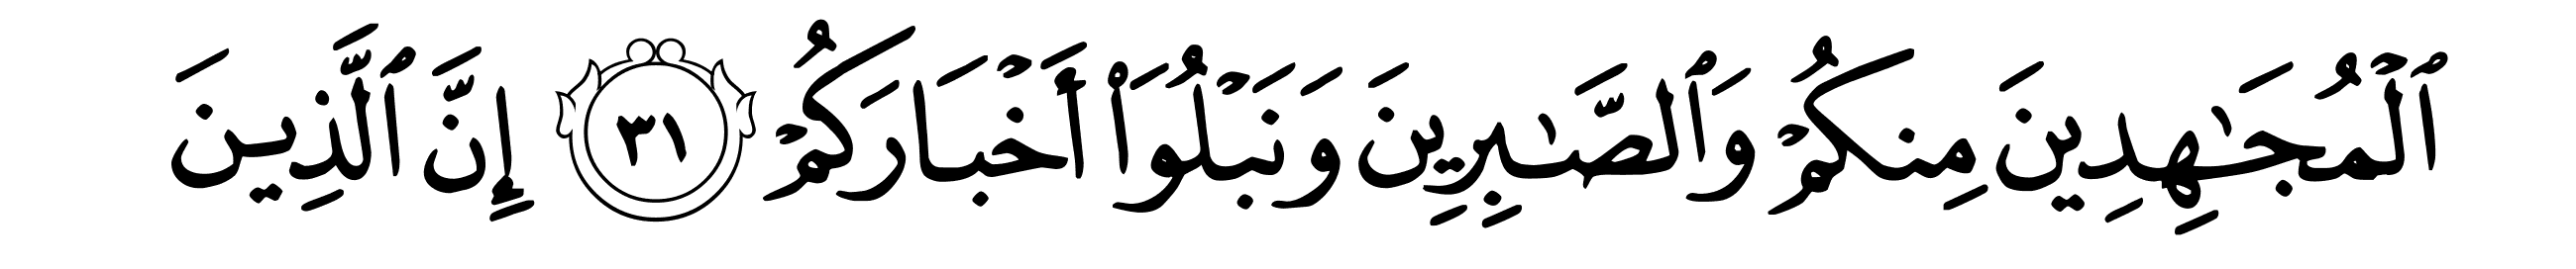 ٱلۡمُجَٰهِدِينَ مِنكُمۡ وَٱلصَّٰبِرِينَ وَنَبۡلُوَاْ أَخۡبَارَكُمۡ ٣١ إِنَّ ٱلَّذِينَ